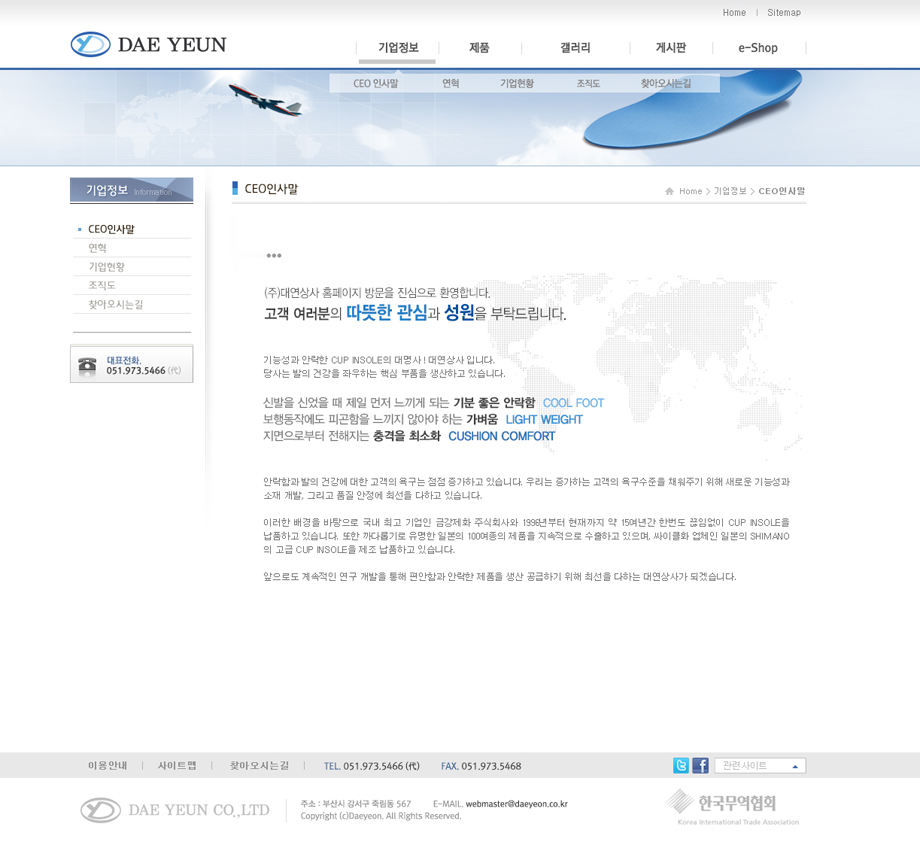 Home | Sitemap
DAE YEUN
기업정보 제품 갤러리 게시판 e-Shop
CEO 인사말 연혁 기업현황 조직도 찾아오시는길
기업정보 Information
CEO인사말
Home > 기업정보 > CEO인사말
CEO인사말
연혁
기업현황
조직도
찾아오시는길
대표전화.
051.973.5466 (代)
(주)대연상사 홈페이지 방문을 진심으로 환영합니다.
고객 여러분의 따뜻한 관심과 성원을 부탁드립니다.
기능성과 안락한 CUP INSOLE의 대명사 ! 대연상사 입니다.
당사는 발의 건강을 좌우하는 핵심 부품을 생산하고 있습니다.
신발을 신었을 때 제일 먼저 느끼게 되는 기분 좋은 안락함 COOL FOOT
보행동작에도 피곤함을 느끼지 않아야 하는 가벼움 LIGHT WEIGHT
지면으로부터 전해지는 충격을 최소화 CUSHION COMFORT
안락함과 발의 건강에 대한 고객의 욕구는 점점 증가하고 있습니다. 우리는 증가하는 고객의 욕구수준를 채워주기 위해 새로운 기능성과
소재 개발, 그리고 품질 안정에 최선을 다하고 있습니다.
이러한 배경을 바탕으로 국내 최고 기업인 금강제화 주식회사와 1996년부터 현재까지 약 15여년간 한번도 끊임없이 CUP INSOLE을
납품하고 있습니다. 또한 까다롭기로 유명한 일본의 100여종의 제품을 지속적으로 수출하고 있으며, 싸이클화 업체인 일본의 SHIMANO
의 고급 CUP INSOLE을 제조 납품하고 있습니다.
앞으로도 계속적인 연구 개발을 통해 편안함과 안락한 제품을 생산 공급하기 위해 최선을 다하는 대연상사가 되겠습니다.
이용안내 | 사이트맵 | 찾아오시는길 | TEL. 051.973.5466 (代) FAX. 051.973.5468
관련사이트
DAE YEUN CO.,LTD
주소 : 부산시 강서구 죽림동 567 E-MAIL. webmaster@daeyeon.co.kr
Copyright (c)Daeyeon. All Rights Reserved.
한국무역협회
Korea International Trade Association